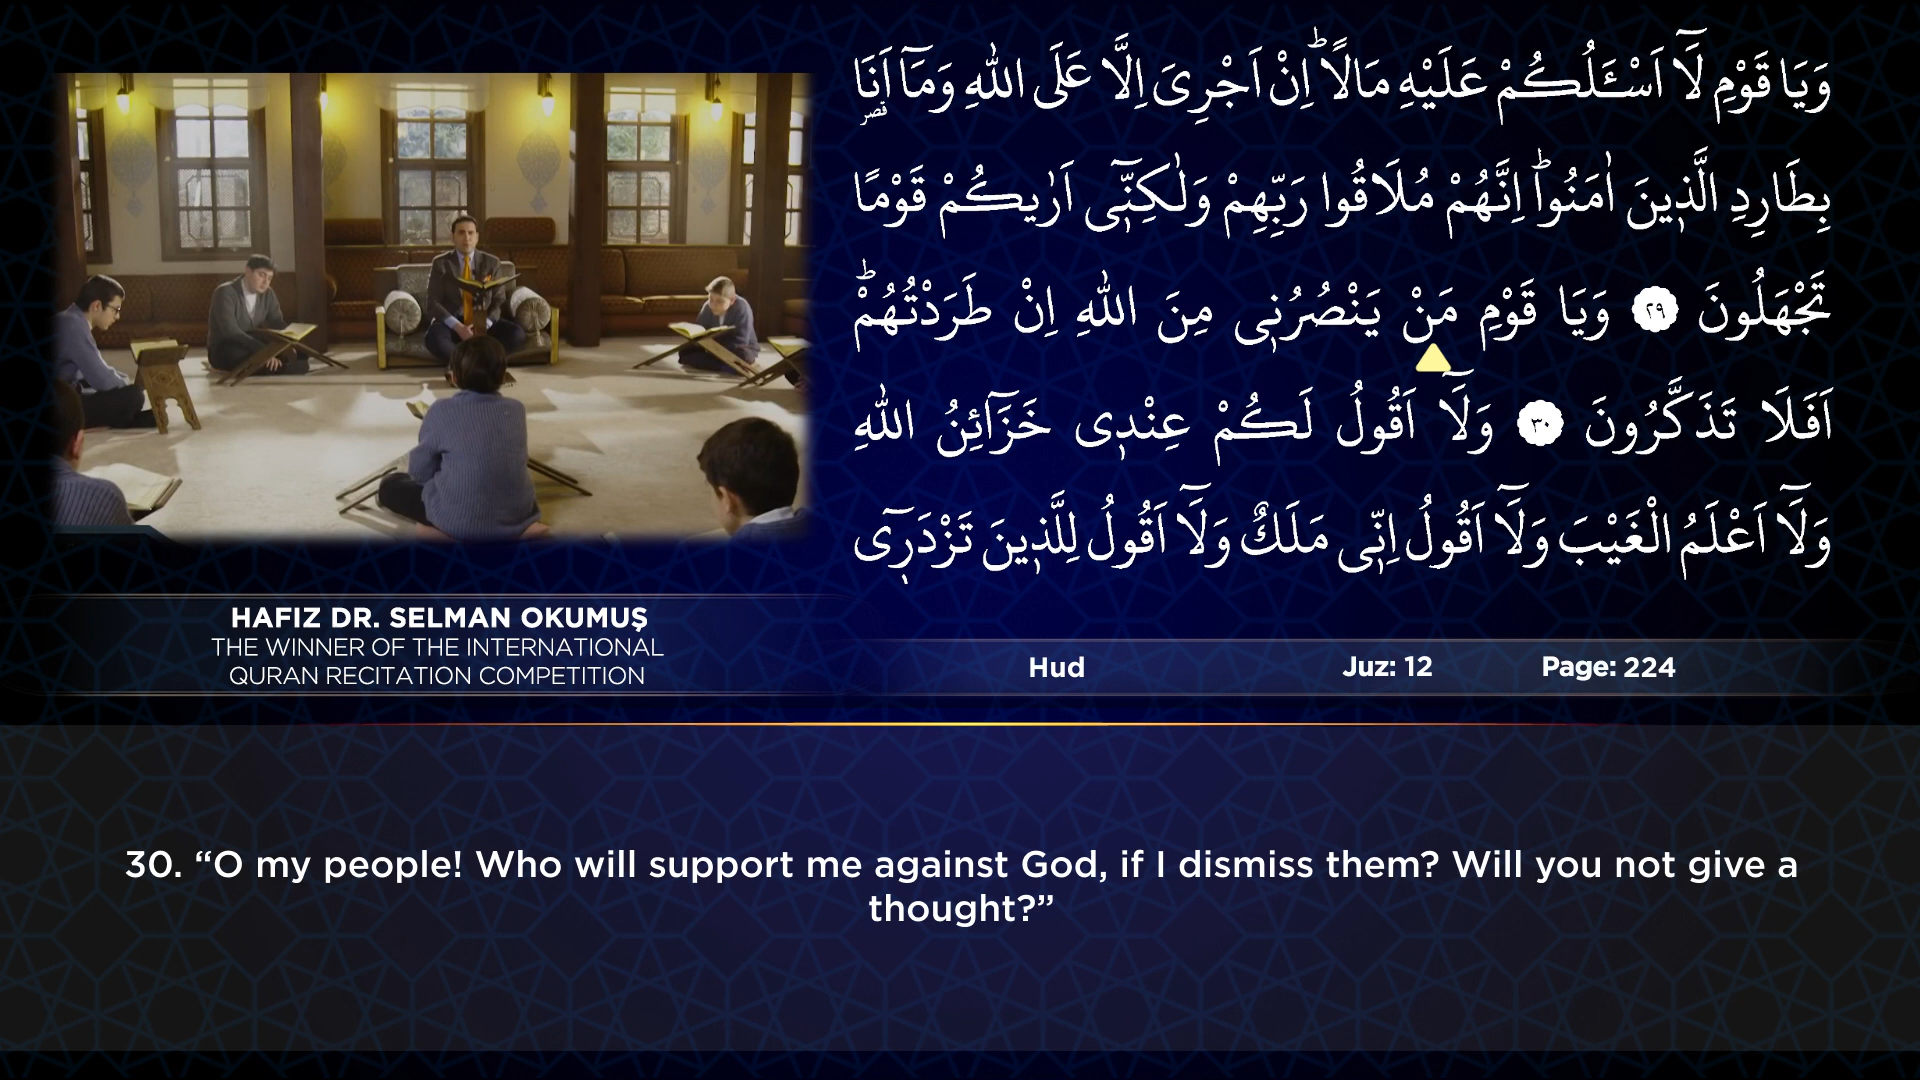 وَيَا قَوْمِ لَٓا اَسْـَٔلُكُمْ عَلَيْهِ مَالًاۜ اِنْ اَجْرِىَ اِلَّا عَلَى اللّٰهِ وَمَٓا اَنَا۬
قصر
بِطَارِدِ الَّذ۪ينَ اٰمَنُواۜ اِنَّهُمْ مُلَاقُوا رَبِّهِمْ وَلٰكِنّ۪ٓى اَرٰيكُمْ قَوْمًا
تَجْهَلُونَ ﴿٢٩﴾ وَيَا قَوْمِ مَنْ يَنْصُرُن۪ى مِنَ اللّٰهِ اِنْ طَرَدْتُهُمْۜ
اَفَلَا تَذَكَّرُونَ ﴿٣٠﴾ وَلَٓا اَقُولُ لَكُمْ عِنْد۪ى خَزَٓائِنُ اللّٰهِ
وَلَٓا اَعْلَمُ الْغَيْبَ وَلَٓا اَقُولُ اِنّ۪ى مَلَكٌ وَلَٓا اَقُولُ لِلَّذ۪ينَ تَزْدَر۪ٓى
HAFIZ DR. SELMAN OKUMUŞ
THE WINNER OF THE INTERNATIONAL
QURAN RECITATION COMPETITION
Hud Juz: 12 Page: 224
30. “O my people! Who will support me against God, if I dismiss them? Will you not give a
thought?”